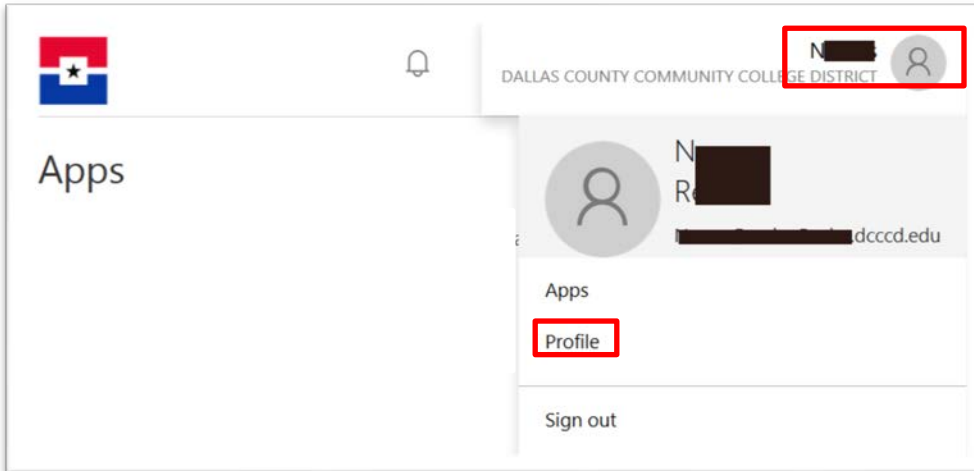 DALLAS COUNTY COMMUNITY COLLEGE DISTRICT
Apps
.dcccd.edu
Apps
Profile
Sign out